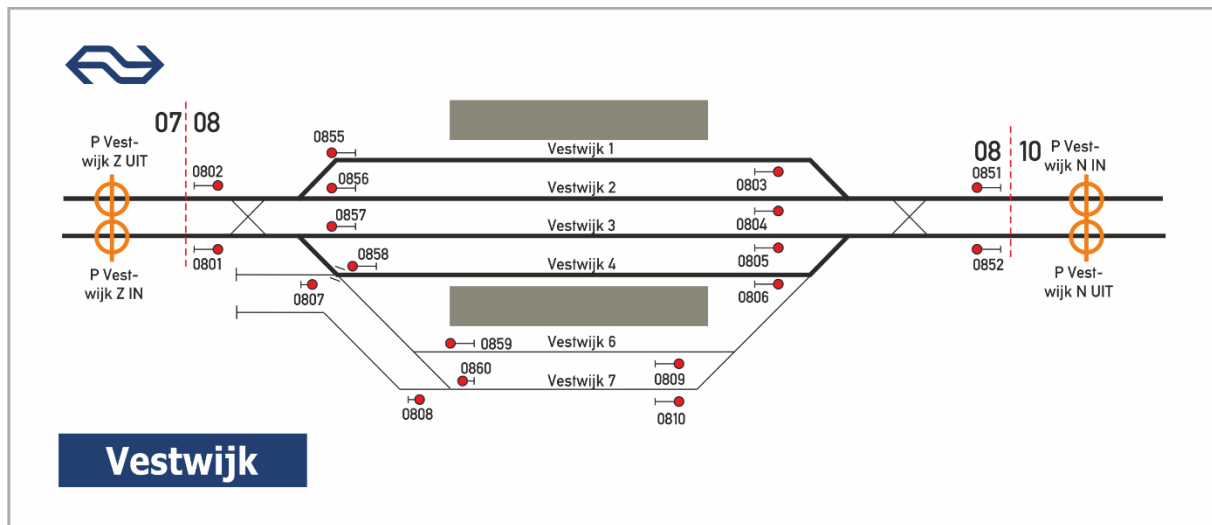 07 08
P Vest-
wijk Z UIT
0802
0855
0856
Vestwijk 1
Vestwijk 2
0803
08 10
0851
P Vest-
wijk N IN
0857
Vestwijk 3
0804
0801
P Vest-
wijk Z IN
0858
Vestwijk 4
0805
0852
P Vest-
wijk N UIT
0807
0806
0859
Vestwijk 6
0860
Vestwijk 7
0809
0808
0810
Vestwijk